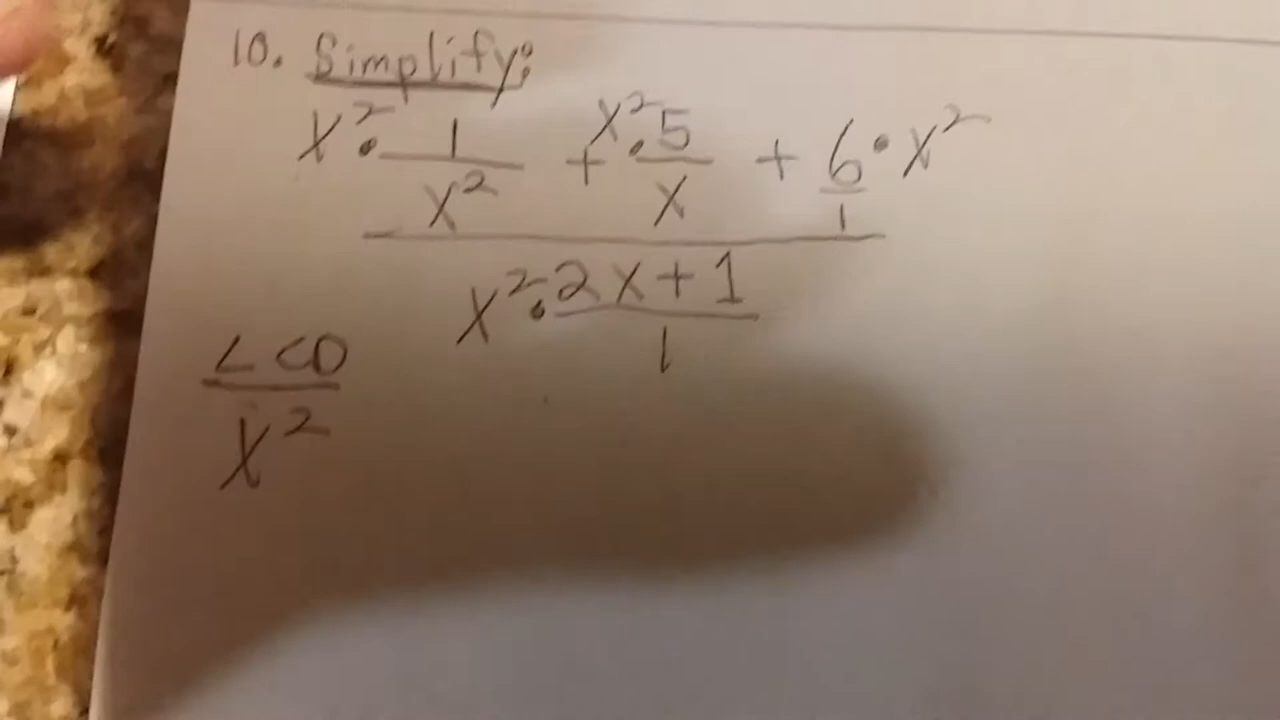 10. Simplify:
x² · 1/x² + x² · 5/x + 6/1 · x²
x² · 2x+1/1
LCD
x²